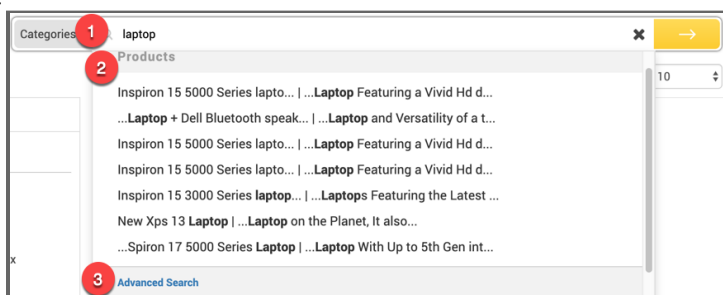 Categories 1 laptop
2 Products
10
Inspiron 15 5000 Series lapto... | ...Laptop Featuring a Vivid Hd d...
...Laptop + Dell Bluetooth speak... | ...Laptop and Versatility of a t...
Inspiron 15 5000 Series lapto... | ...Laptop Featuring a Vivid Hd d...
Inspiron 15 5000 Series lapto... | ...Laptop Featuring a Vivid Hd d...
Inspiron 15 3000 Series laptop... | ...Laptops Featuring the Latest ...
New Xps 13 Laptop | ...Laptop on the Planet, It also...
...Spiron 17 5000 Series Laptop | ...Laptop With Up to 5th Gen int...
x
3 Advanced Search